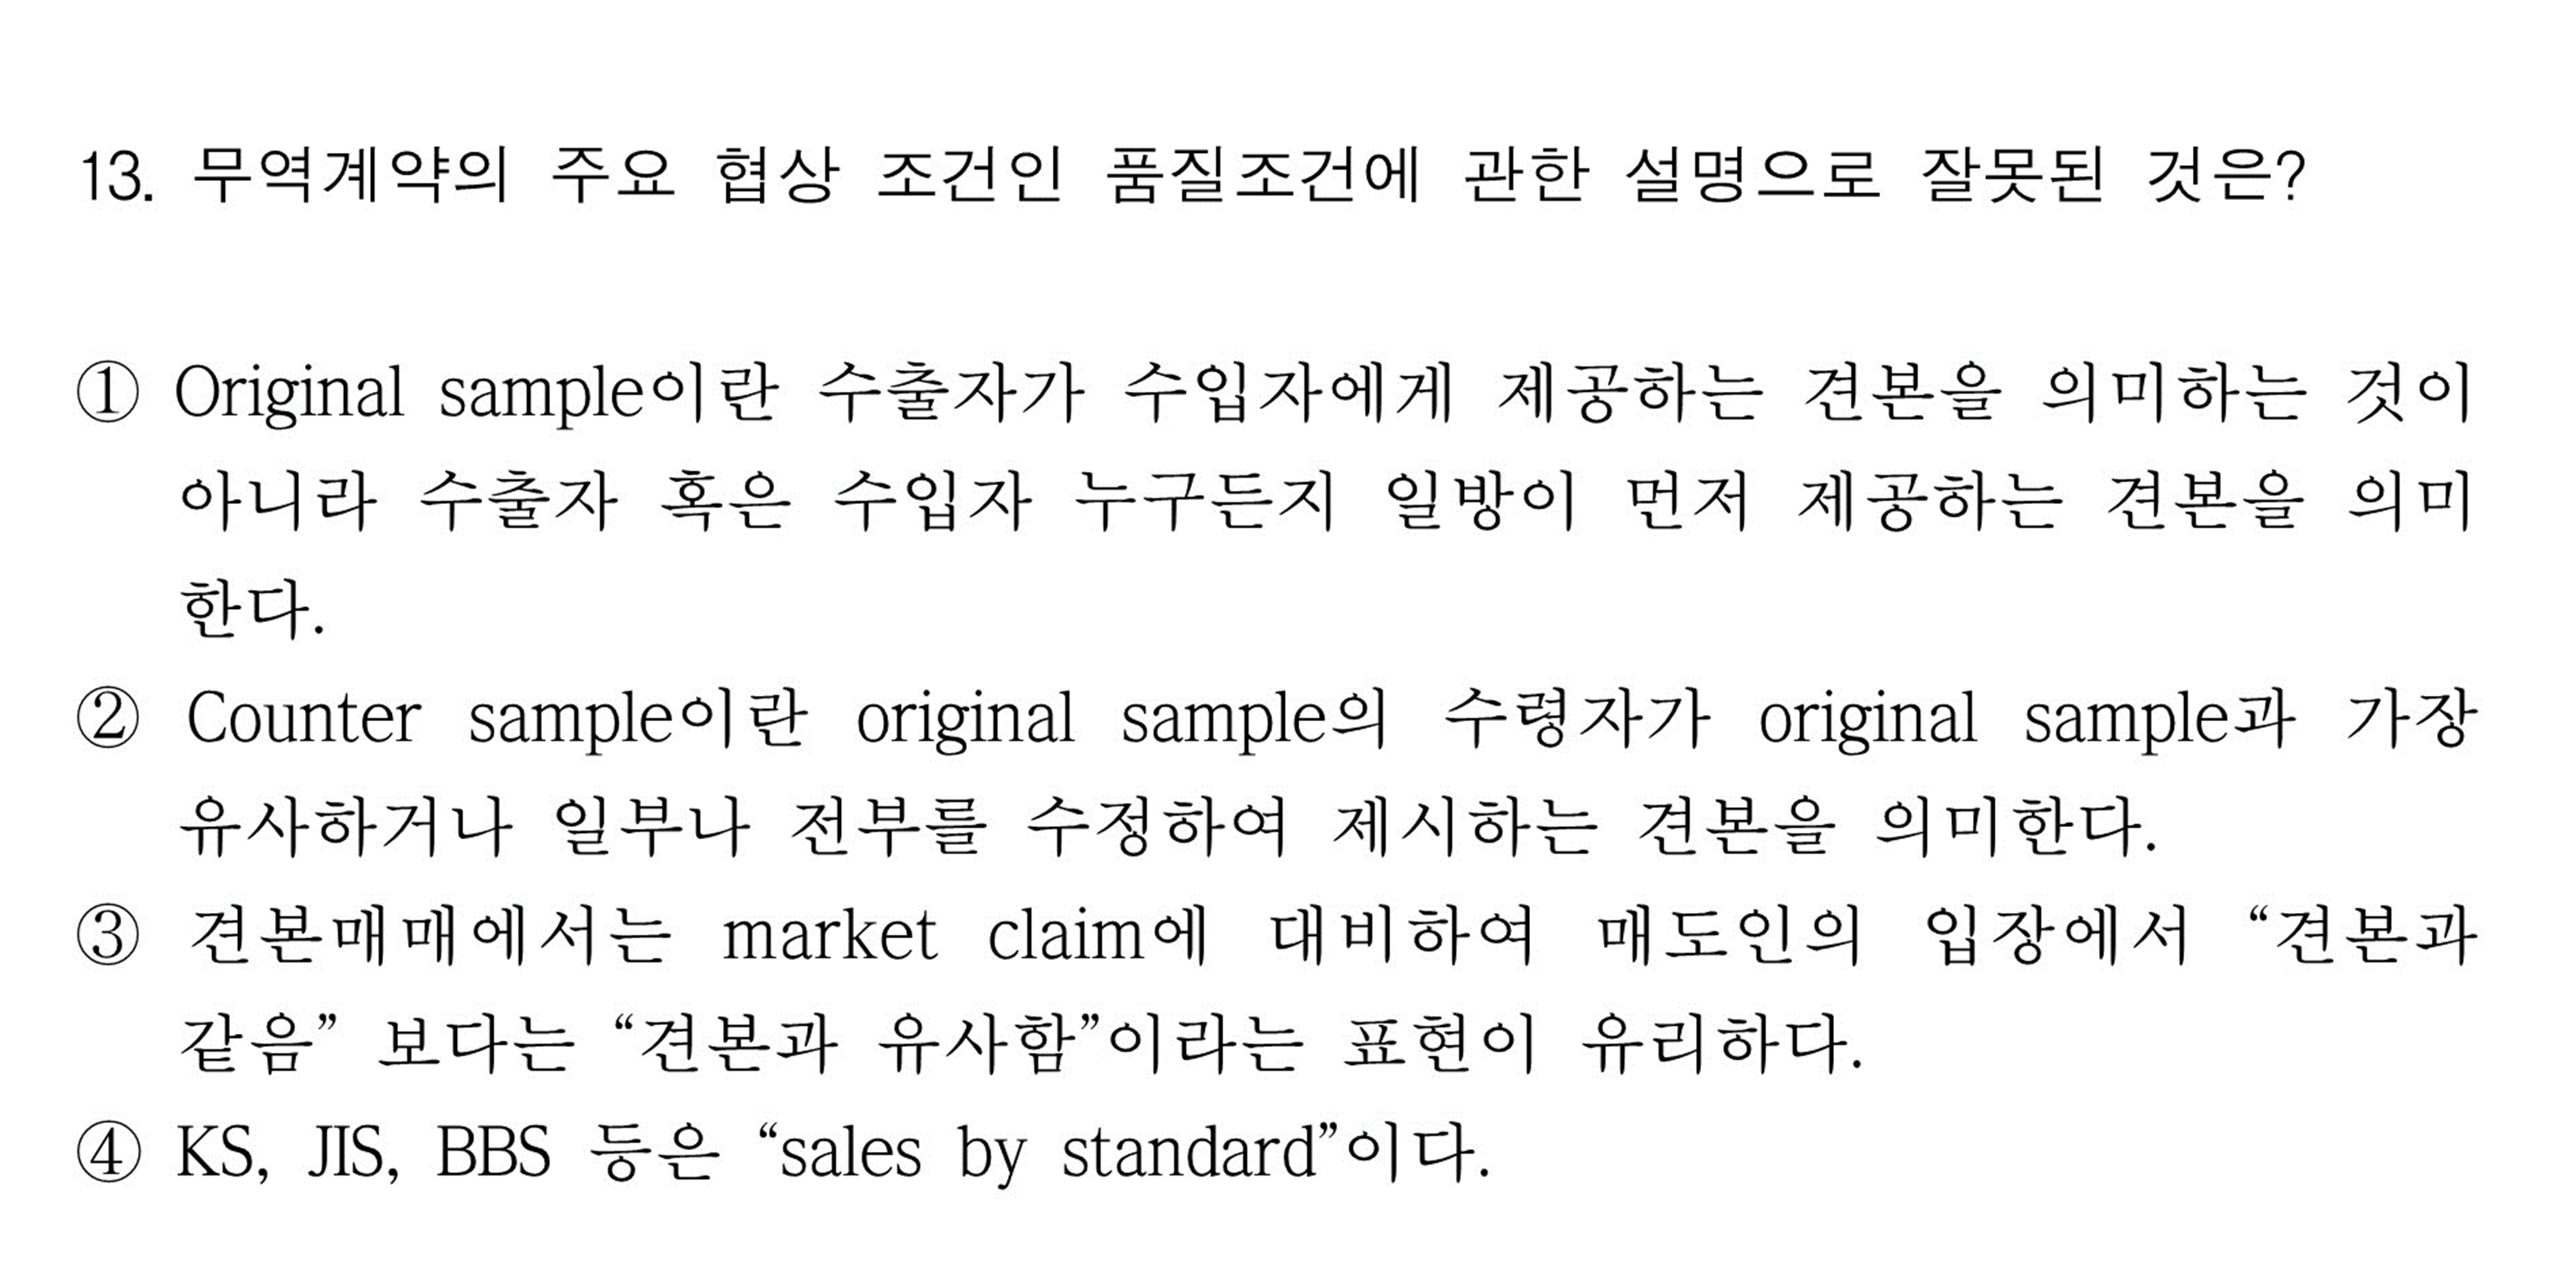 13. 무역계약의 주요 협상 조건인 품질조건에 관한 설명으로 잘못된 것은?
① Original sample이란 수출자가 수입자에게 제공하는 견본을 의미하는 것이
아니라 수출자 혹은 수입자 누구든지 일방이 먼저 제공하는 견본을 의미
한다.
② Counter sample이란 original sample의 수령자가 original sample과 가장
유사하거나 일부나 전부를 수정하여 제시하는 견본을 의미한다.
③ 견본매매에서는 market claim에 대비하여 매도인의 입장에서 “견본과
같음” 보다는 “견본과 유사함”이라는 표현이 유리하다.
④ KS, JIS, BBS 등은 “sales by standard”이다.